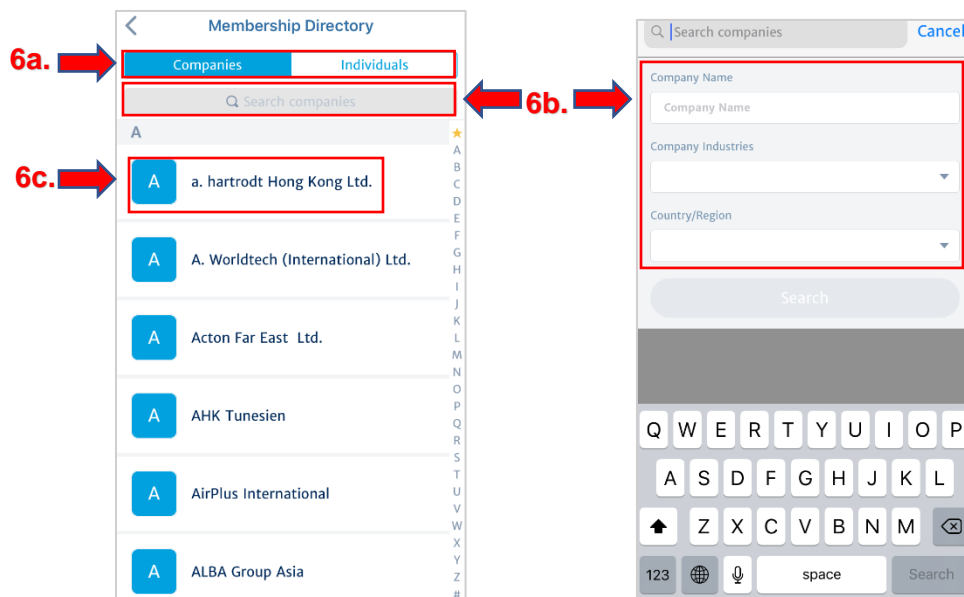 Membership Directory
6a.
Companies
Individuals
Search companies
6b.
A
6c.
A
a. hartrodt Hong Kong Ltd.
A
A. Worldtech (International) Ltd.
A
Acton Far East Ltd.
A
AHK Tunesien
A
AirPlus International
A
ALBA Group Asia
A
B
C
D
E
F
G
H
I
J
K
L
M
N
O
P
Q
R
S
T
U
V
W
X
Y
Z
#
Search companies
Cancel
Company Name
Company Name
Company Industries
Country/Region
Search
Q W E R T Y U I O P
A S D F G H J K L
Z X C V B N M
123 space Search